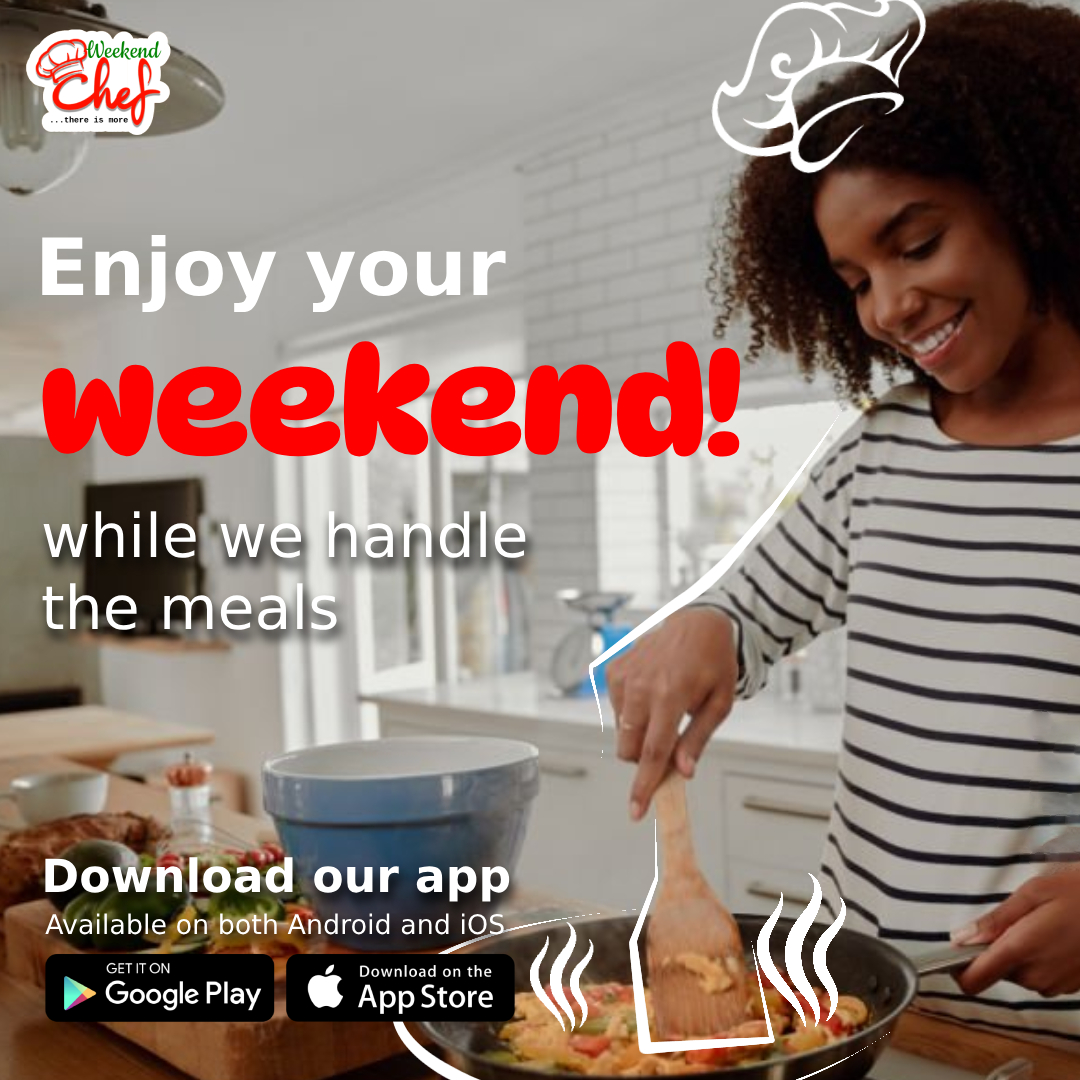 Weekend
Chef
...there is more
Enjoy your
weekend!
while we handle
the meals
Download our app
Available on both Android and iOS
GET IT ON
Google Play
Download on the
App Store